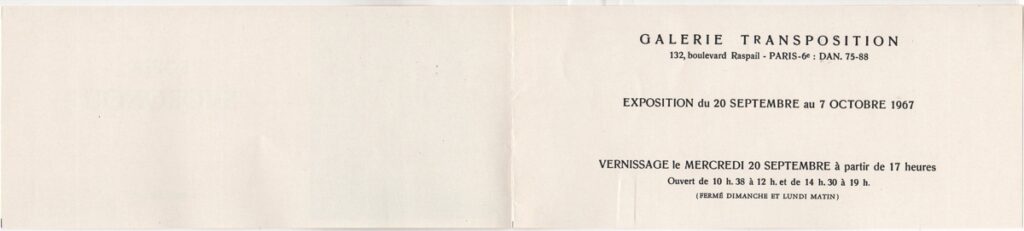 GALERIE TRANSPOSITION
132, boulevard Raspail - PARIS-6e : DAN. 75-88
EXPOSITION du 20 SEPTEMBRE au 7 OCTOBRE 1967
VERNISSAGE le MERCREDI 20 SEPTEMBRE à partir de 17 heures
Ouvert de 10 h. 38 à 12 h. et de 14 h. 30 à 19 h.
(FERMÉ DIMANCHE ET LUNDI MATIN)